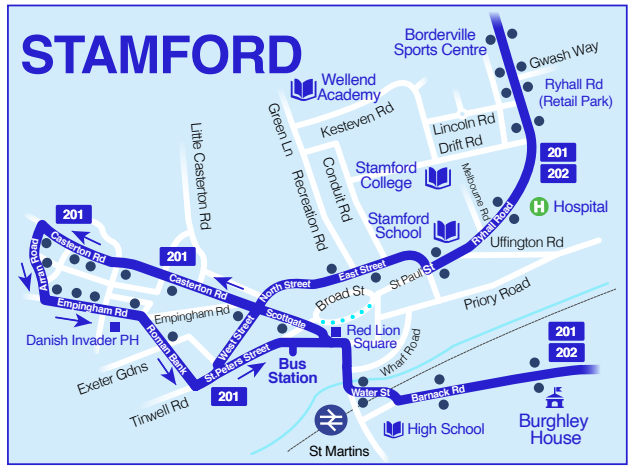 STAMFORD
Borderville
Sports Centre
Gwash Way
Wellend
Academy
Ryhall Rd
(Retail Park)
Kesteven Rd
Green Ln
Lincoln Rd
Drift Rd
Little Casterton Rd
Conduit Rd
Recreation Rd
201
202
Stamford
College
Melbourne Rd
H Hospital
201
Stamford
School
Ryhall Road
Uffington Rd
Casterton Rd
201
Arran Road
East Street
St Paul St
North Street
Casterton Rd
Broad St
Priory Road
Empingham Rd
Empingham Rd
Scotgate
West Street
Danish Invader PH
Roman Bank
Red Lion
Square
Wharf Road
201
202
St.Peters Street
Bus
Station
Exeter Gdns
201
Tinwell Rd
Water St
Barnack Rd
High School
Burghley
House
St Martins